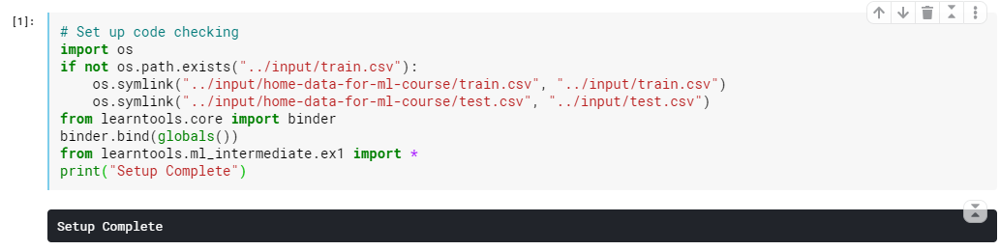 [1]:
# Set up code checking
import os
if not os.path.exists("../input/train.csv"):
    os.symlink("../input/home-data-for-ml-course/train.csv", "../input/train.csv")
    os.symlink("../input/home-data-for-ml-course/test.csv", "../input/test.csv")
from learntools.core import binder
binder.bind(globals())
from learntools.ml_intermediate.ex1 import *
print("Setup Complete")
Setup Complete